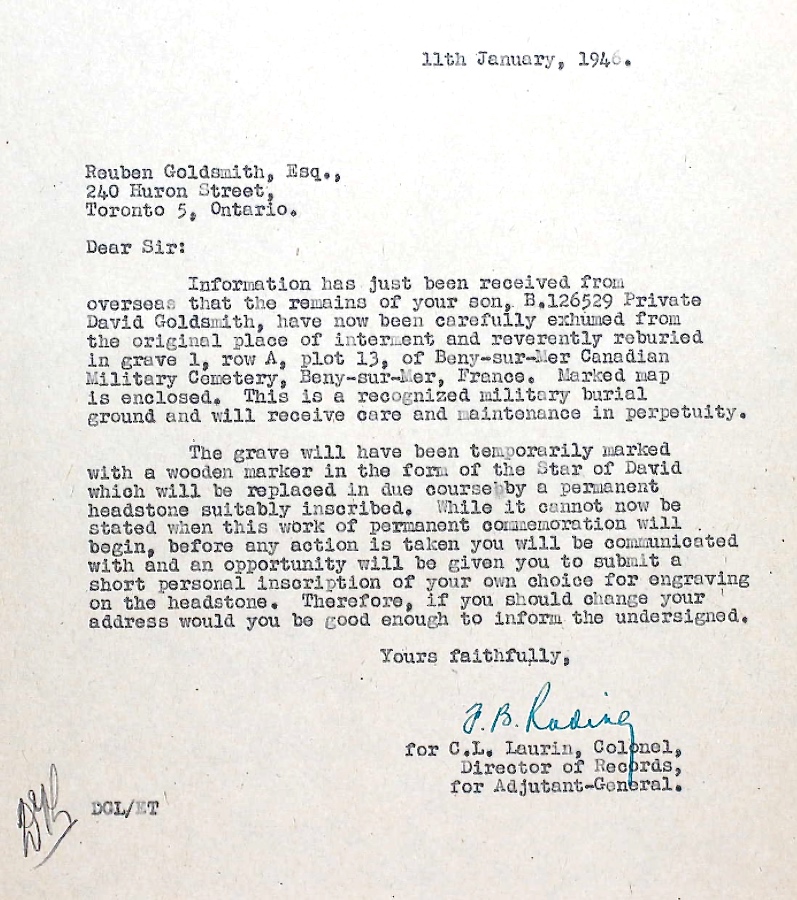 11th January, 1946.
Reuben Goldsmith, Esq.,
240 Huron Street,
Toronto 5, Ontario.
Dear Sir:
Information has just been received from
overseas that the remains of your son, B.126529 Private
David Goldsmith, have now been carefully exhumed from
the original place of interment and reverently reburied
in grave 1, row A, plot 13, of Beny-sur-Mer Canadian
Military Cemetery, Beny-sur-Mer, France. Marked map
is enclosed. This is a recognized military burial
ground and will receive care and maintenance in perpetuity.
The grave will have been temporarily marked
with a wooden marker in the form of the Star of David
which will be replaced in due course by a permanent
headstone suitably inscribed. While it cannot now be
stated when this work of permanent commemoration will
begin, before any action is taken you will be communicated
with and an opportunity will be given you to submit a
short personal inscription of your own choice for engraving
on the headstone. Therefore, if you should change your
address would you be good enough to inform the undersigned.
Yours faithfully,
for C.L. Laurin, Colonel,
Director of Records,
for Adjutant-General.
DGL/ET